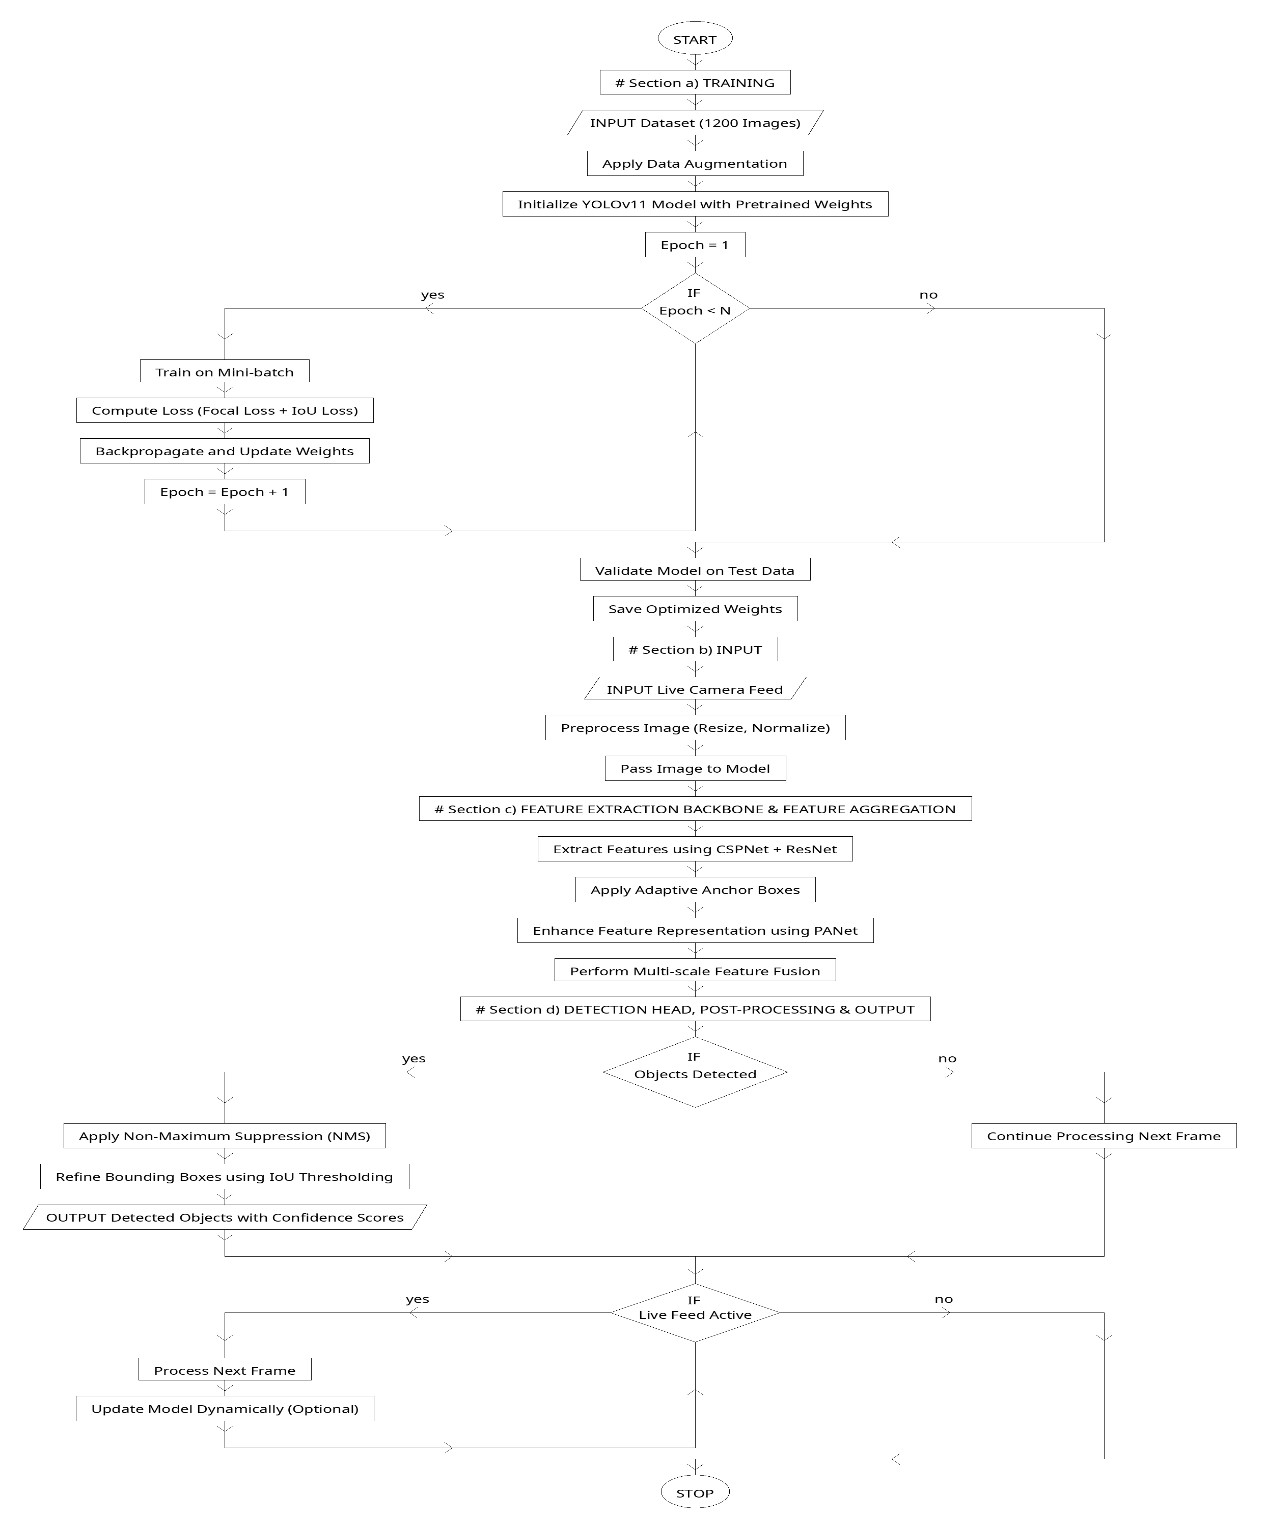 START
# Section a) TRAINING
INPUT Dataset (1200 Images)
Apply Data Augmentation
Initialize YOLOv11 Model with Pretrained Weights
Epoch = 1
IF
Epoch < N
yes
no
Train on Mini-batch
Compute Loss (Focal Loss + IoU Loss)
Backpropagate and Update Weights
Epoch = Epoch + 1
Validate Model on Test Data
Save Optimized Weights
# Section b) INPUT
INPUT Live Camera Feed
Preprocess Image (Resize, Normalize)
Pass Image to Model
# Section c) FEATURE EXTRACTION BACKBONE & FEATURE AGGREGATION
Extract Features using CSPNet + ResNet
Apply Adaptive Anchor Boxes
Enhance Feature Representation using PANet
Perform Multi-scale Feature Fusion
# Section d) DETECTION HEAD, POST-PROCESSING & OUTPUT
IF
Objects Detected
yes
no
Apply Non-Maximum Suppression (NMS)
Continue Processing Next Frame
Refine Bounding Boxes using IoU Thresholding
OUTPUT Detected Objects with Confidence Scores
IF
Live Feed Active
yes
no
Process Next Frame
Update Model Dynamically (Optional)
STOP